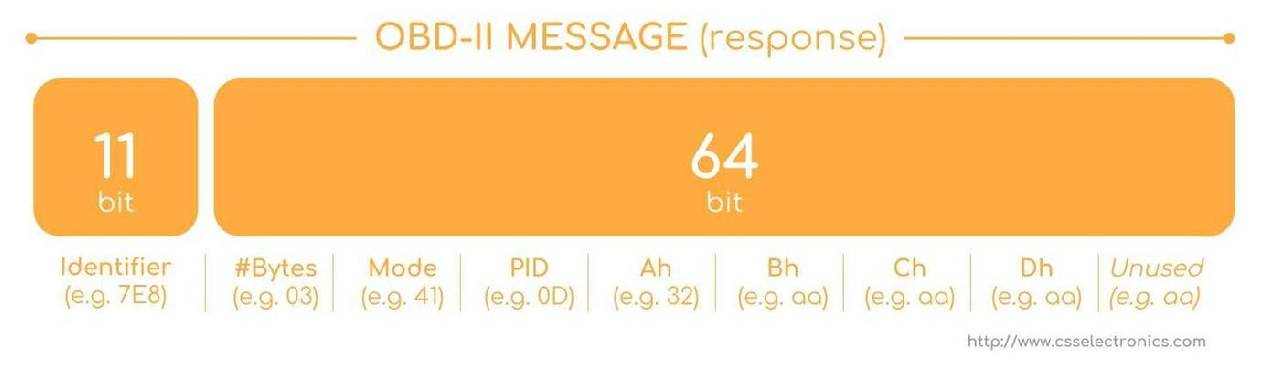 OBD-II MESSAGE (response)
11
bit
64
bit
Identifier
(e.g. 7E8)
#Bytes
(e.g. 03)
Mode
(e.g. 41)
PID
(e.g. 0D)
Ah
(e.g. 32)
Bh
(e.g. aa)
Ch
(e.g. aa)
Dh
(e.g. aa)
Unused
(e.g. aa)
http://www.csselectronics.com